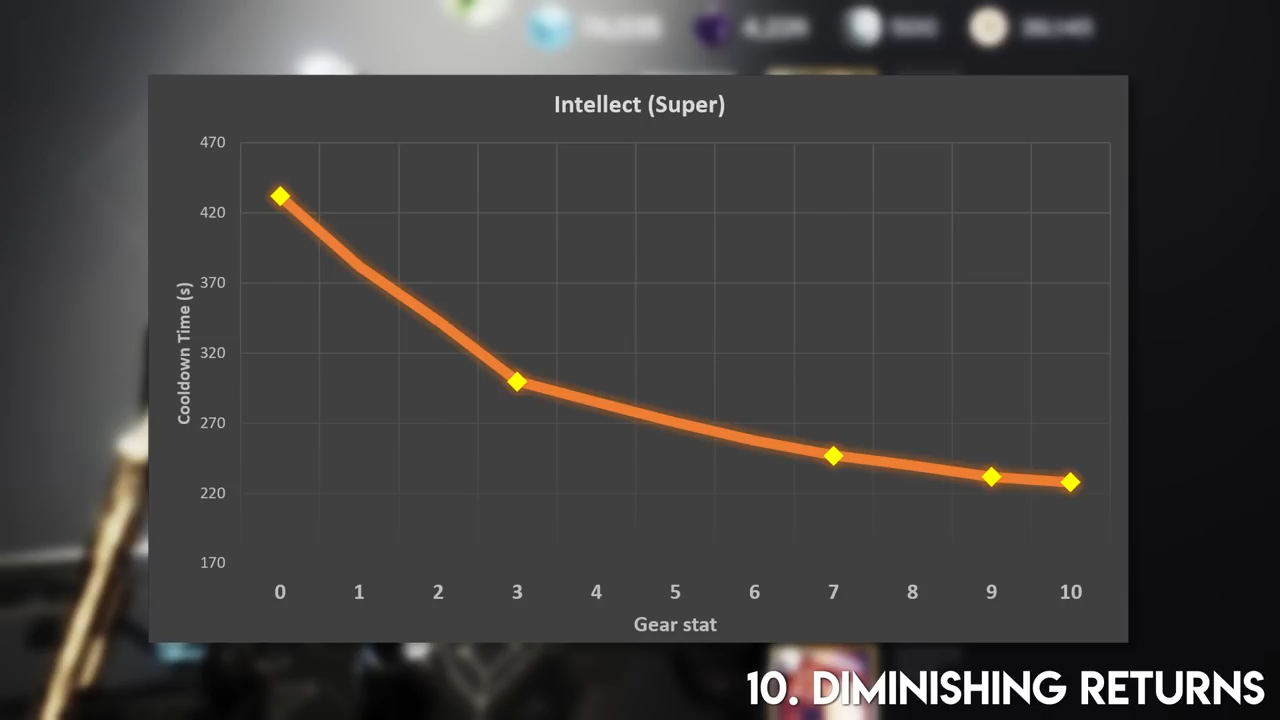 Intellect (Super)
470
420
370
320
270
220
170
Cooldown Time (s)
0 1 2 3 4 5 6 7 8 9 10
Gear stat
10. DIMINISHING RETURNS